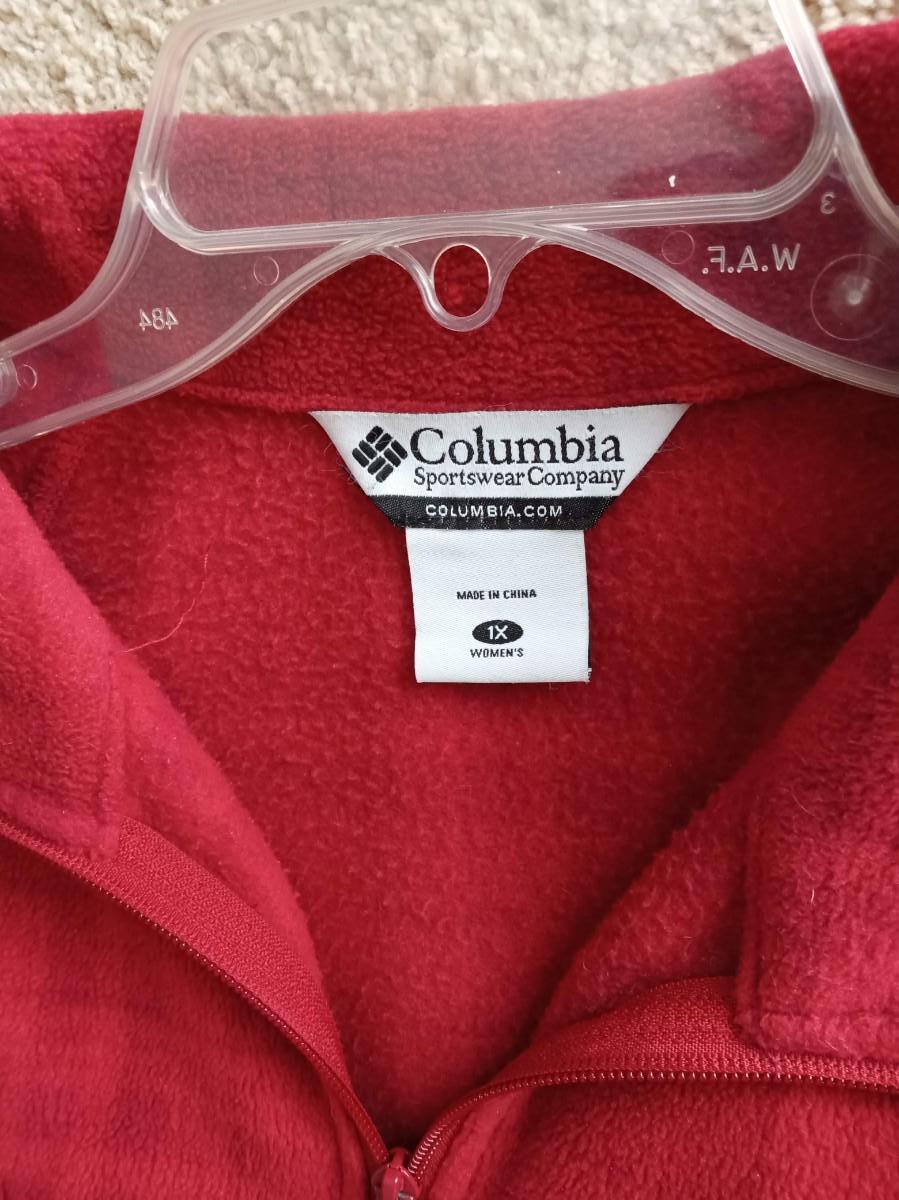 3
W.A.F.
484
Columbia
Sportswear Company
COLUMBIA.COM
MADE IN CHINA
1X
WOMEN'S